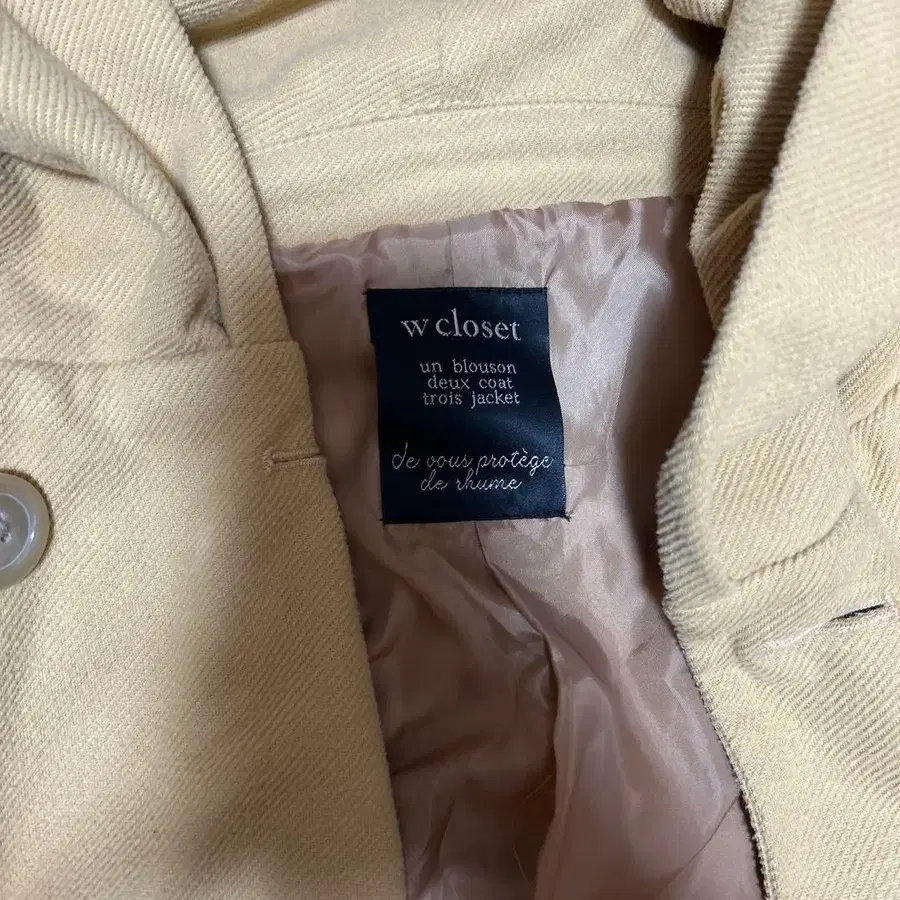 w closet
un blouson
deux coat
trois jacket
de vous protège
de rhume